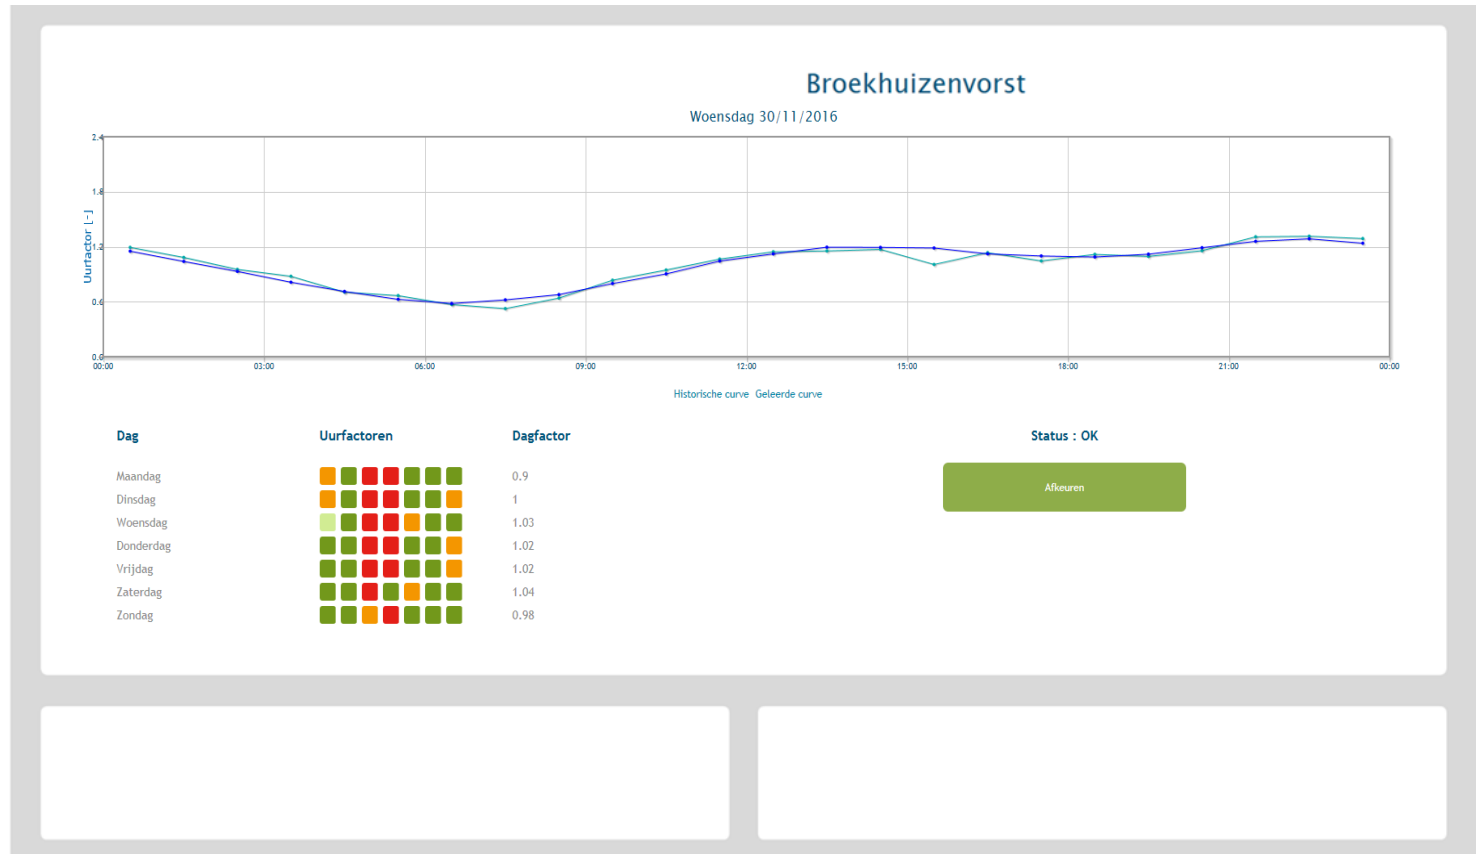 Broekhuizenvorst
Woensdag 30/11/2016
Uurfactor [-]
2.4
1.8
1.2
0.6
0.0
00:00 03:00 06:00 09:00 12:00 15:00 18:00 21:00 00:00
Historische curve Geleerde curve
Dag Uurfactoren Dagfactor Status : OK
Maandag 0.9
Afkeuren
Dinsdag 1
Woensdag 1.03
Donderdag 1.02
Vrijdag 1.02
Zaterdag 1.04
Zondag 0.98